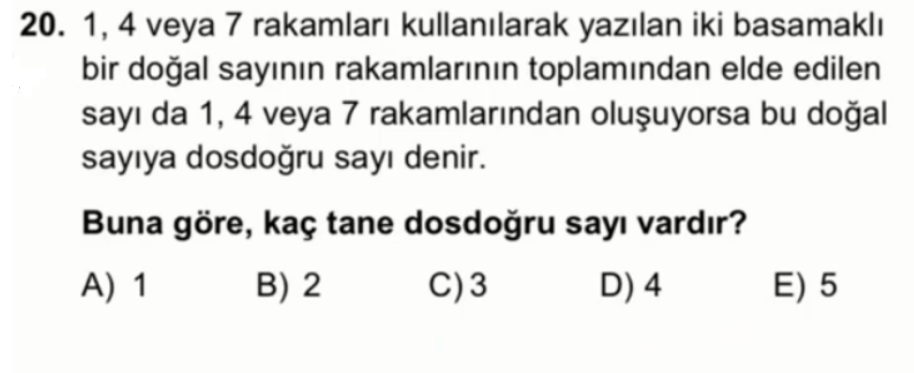 20. 1, 4 veya 7 rakamları kullanılarak yazılan iki basamaklı
bir doğal sayının rakamlarının toplamından elde edilen
sayı da 1, 4 veya 7 rakamlarından oluşuyorsa bu doğal
sayıya dosdoğru sayı denir.
Buna göre, kaç tane dosdoğru sayı vardır?
A) 1 B) 2 C) 3 D) 4 E) 5